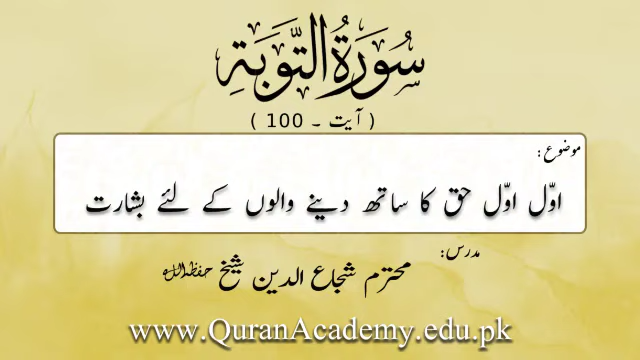 سُورَةُ التَّوبَةِ
( آیت ۔ 100 )
موضوع:
اوّل اوّل حق کا ساتھ دینے والوں کے لئے بشارت
مدرس:
محترم شجاع الدین شیخ حفظہ اللہ
www.QuranAcademy.edu.pk